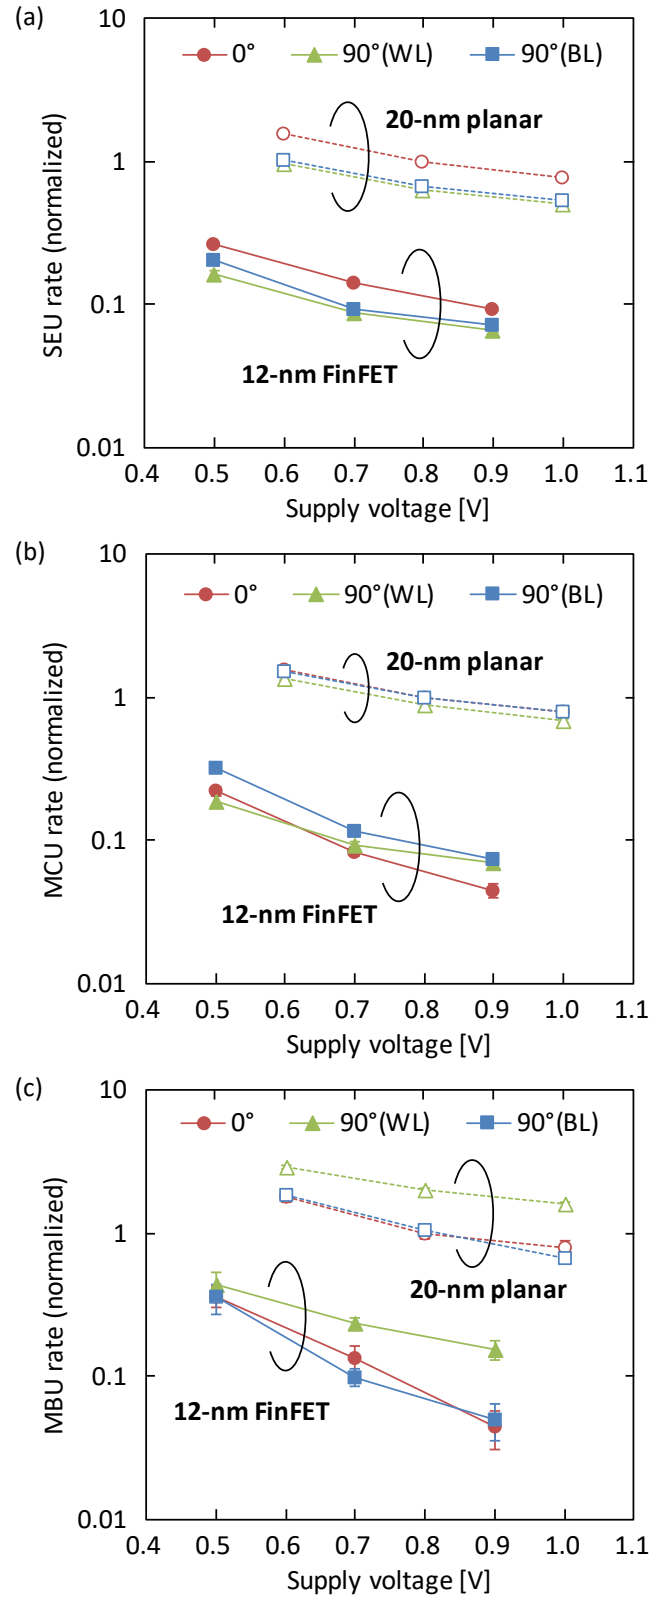 (a)
10
0° 90°(WL) 90°(BL)
20-nm planar
1
SEU rate (normalized)
0.1
12-nm FinFET
0.01
0.4 0.5 0.6 0.7 0.8 0.9 1.0 1.1
Supply voltage [V]
(b)
10
0° 90°(WL) 90°(BL)
20-nm planar
1
MCU rate (normalized)
0.1
12-nm FinFET
0.01
0.4 0.5 0.6 0.7 0.8 0.9 1.0 1.1
Supply voltage [V]
(c)
10
0° 90°(WL) 90°(BL)
1
20-nm planar
MBU rate (normalized)
0.1
12-nm FinFET
0.01
0.4 0.5 0.6 0.7 0.8 0.9 1.0 1.1
Supply voltage [V]